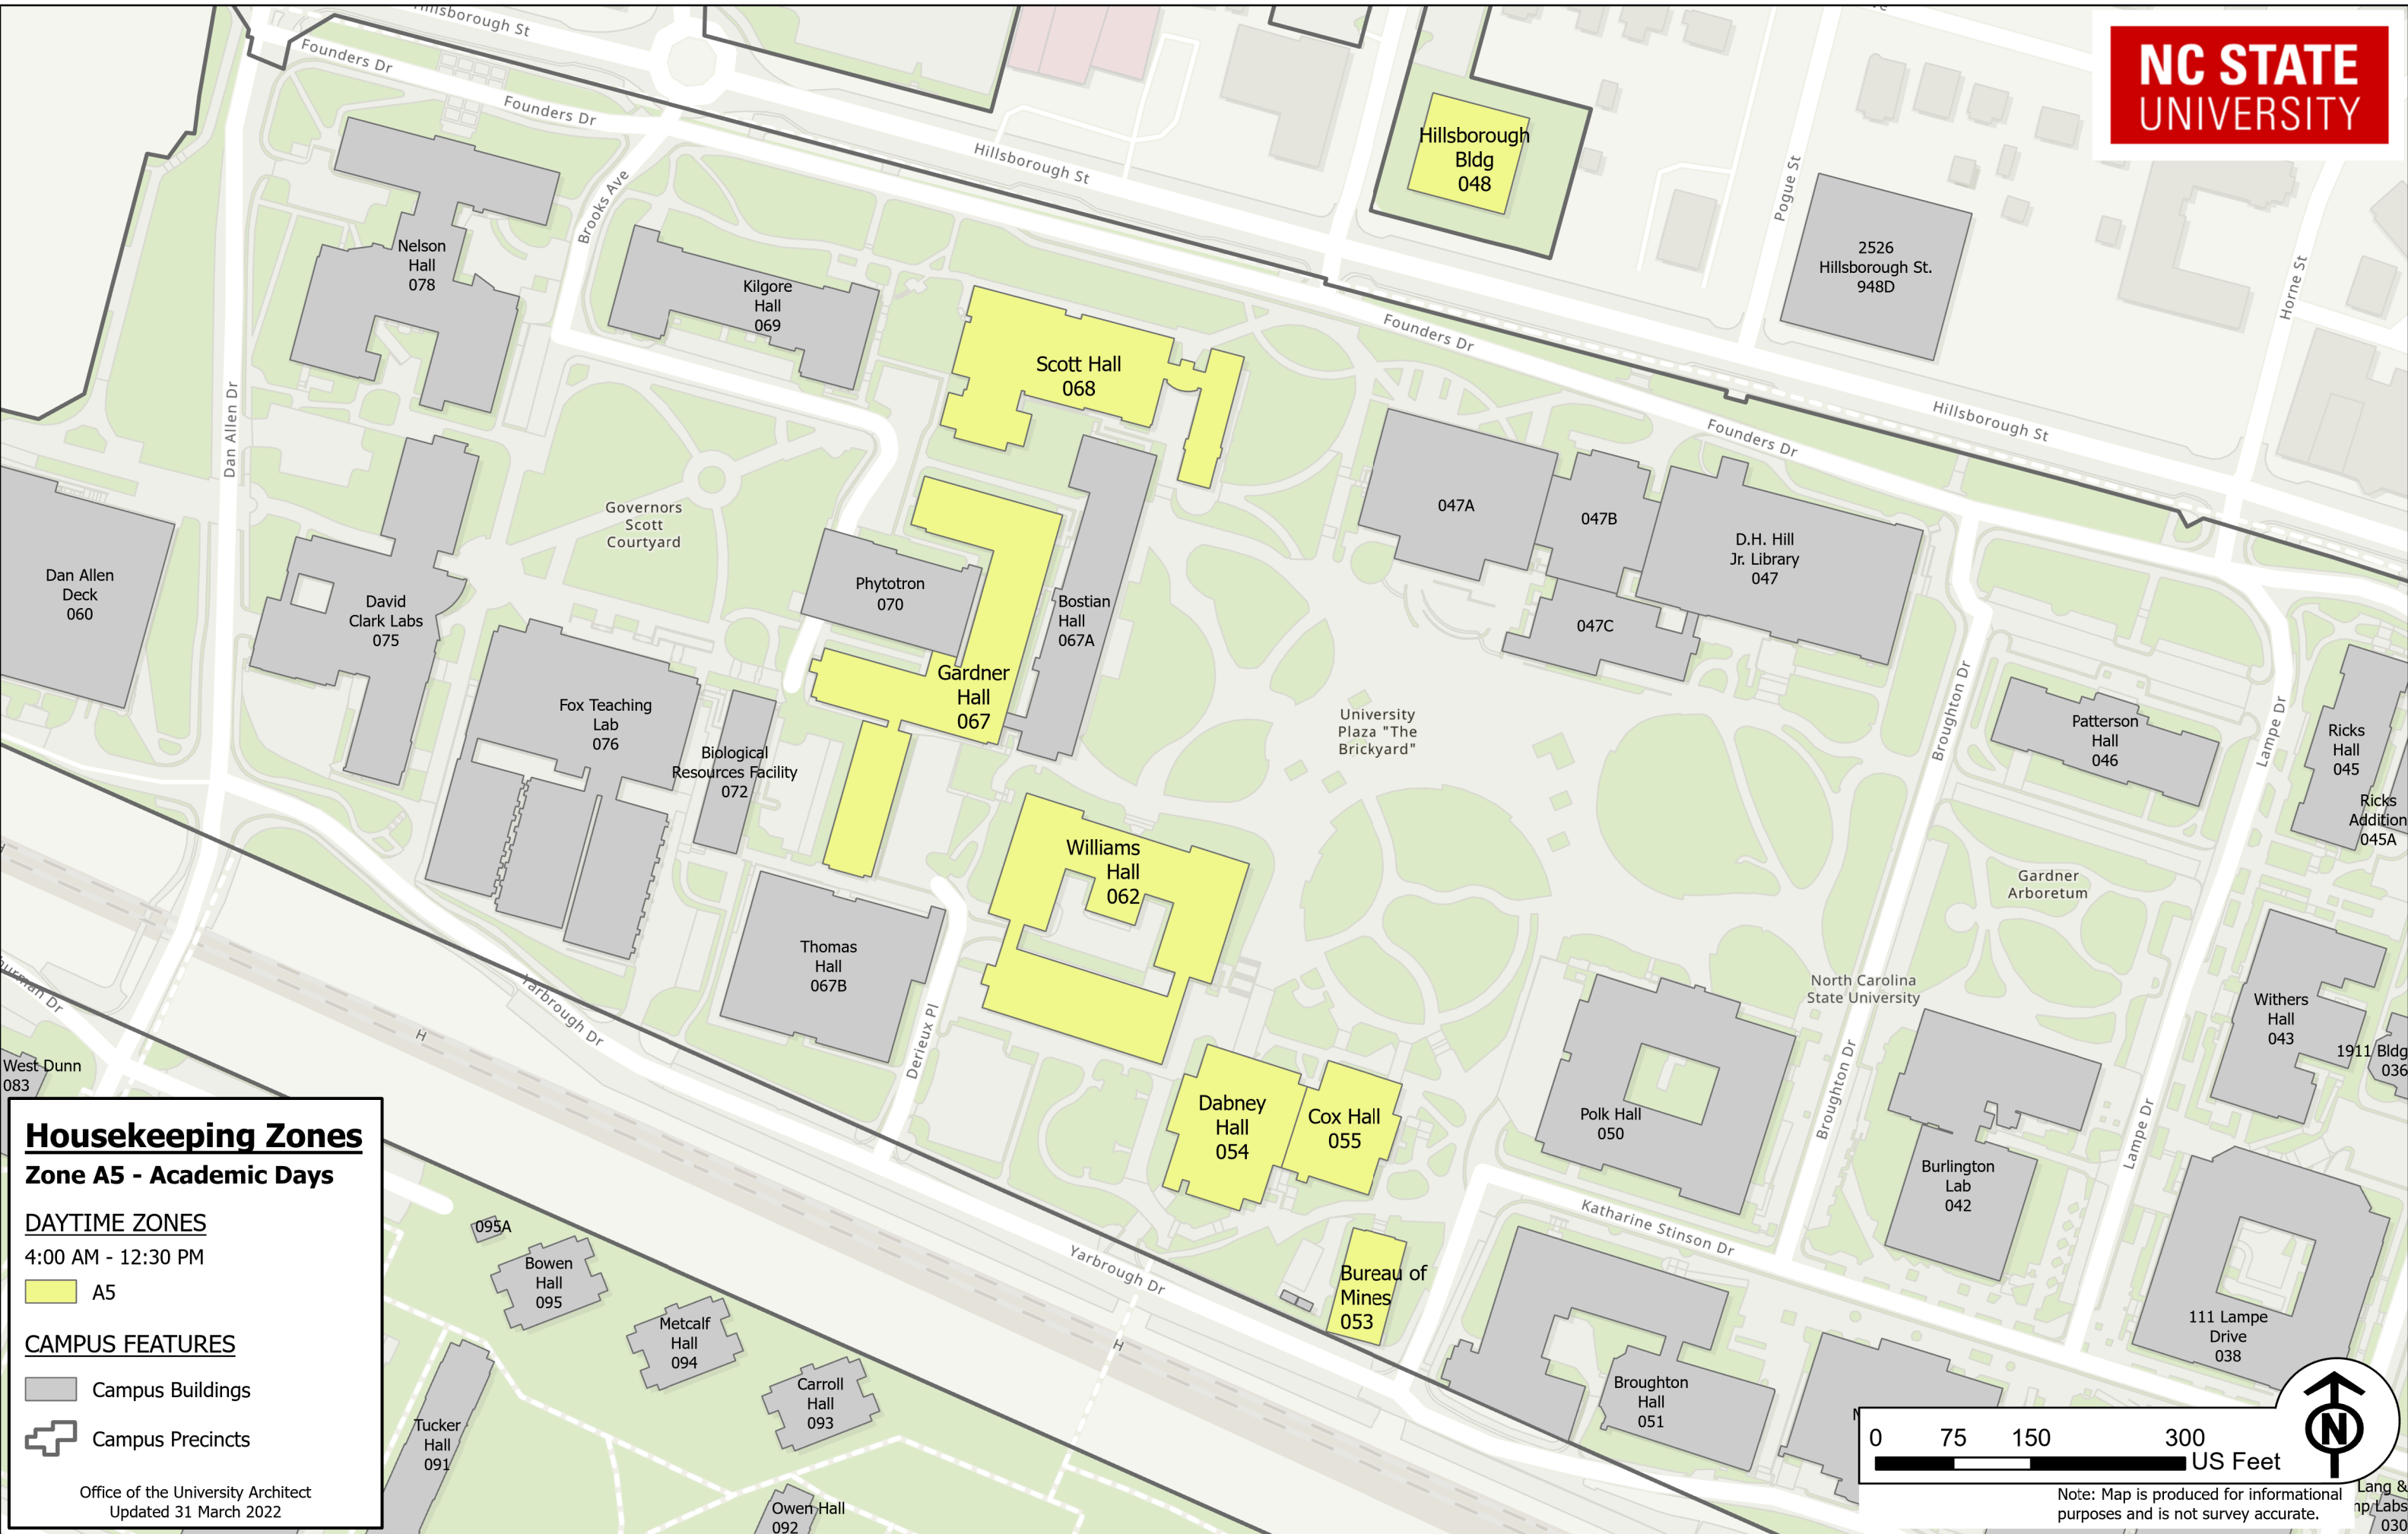 Hillsborough St
Founders Dr
Founders Dr
Hillsborough St
Brooks Ave
Pogue St
Horne St
NC STATE
UNIVERSITY
Hillsborough
Bldg
048
2526
Hillsborough St.
948D
Nelson
Hall
078
Kilgore
Hall
069
Scott Hall
068
Founders Dr
Founders Dr
Hillsborough St
Dan Allen Dr
Governors
Scott
Courtyard
047A
047B
D.H. Hill
Jr. Library
047
047C
Dan Allen
Deck
060
David
Clark Labs
075
Phytotron
070
Bostian
Hall
067A
Gardner
Hall
067
Fox Teaching
Lab
076
Biological
Resources Facility
072
University
Plaza "The
Brickyard"
Broughton Dr
Patterson
Hall
046
Lampe Dr
Ricks
Hall
045
Ricks
Addition
045A
Williams
Hall
062
Gardner
Arboretum
Thomas
Hall
067B
Derieux Pl
Yarbrough Dr
H
North Carolina
State University
Withers
Hall
043
1911 Bldg
036
West Dunn
083
Dabney
Hall
054
Cox Hall
055
Polk Hall
050
Broughton Dr
Burlington
Lab
042
Lampe Dr
Katharine Stinson Dr
Yarbrough Dr
H
Bureau of
Mines
053
111 Lampe
Drive
038
Broughton
Hall
051
095A
Bowen
Hall
095
Metcalf
Hall
094
Carroll
Hall
093
Tucker
Hall
091
Owen Hall
092
Housekeeping Zones
Zone A5 - Academic Days
DAYTIME ZONES
4:00 AM - 12:30 PM
A5
CAMPUS FEATURES
Campus Buildings
Campus Precincts
Office of the University Architect
Updated 31 March 2022
0 75 150 300
US Feet
N
Note: Map is produced for informational
purposes and is not survey accurate.
Lang &
Labs
030